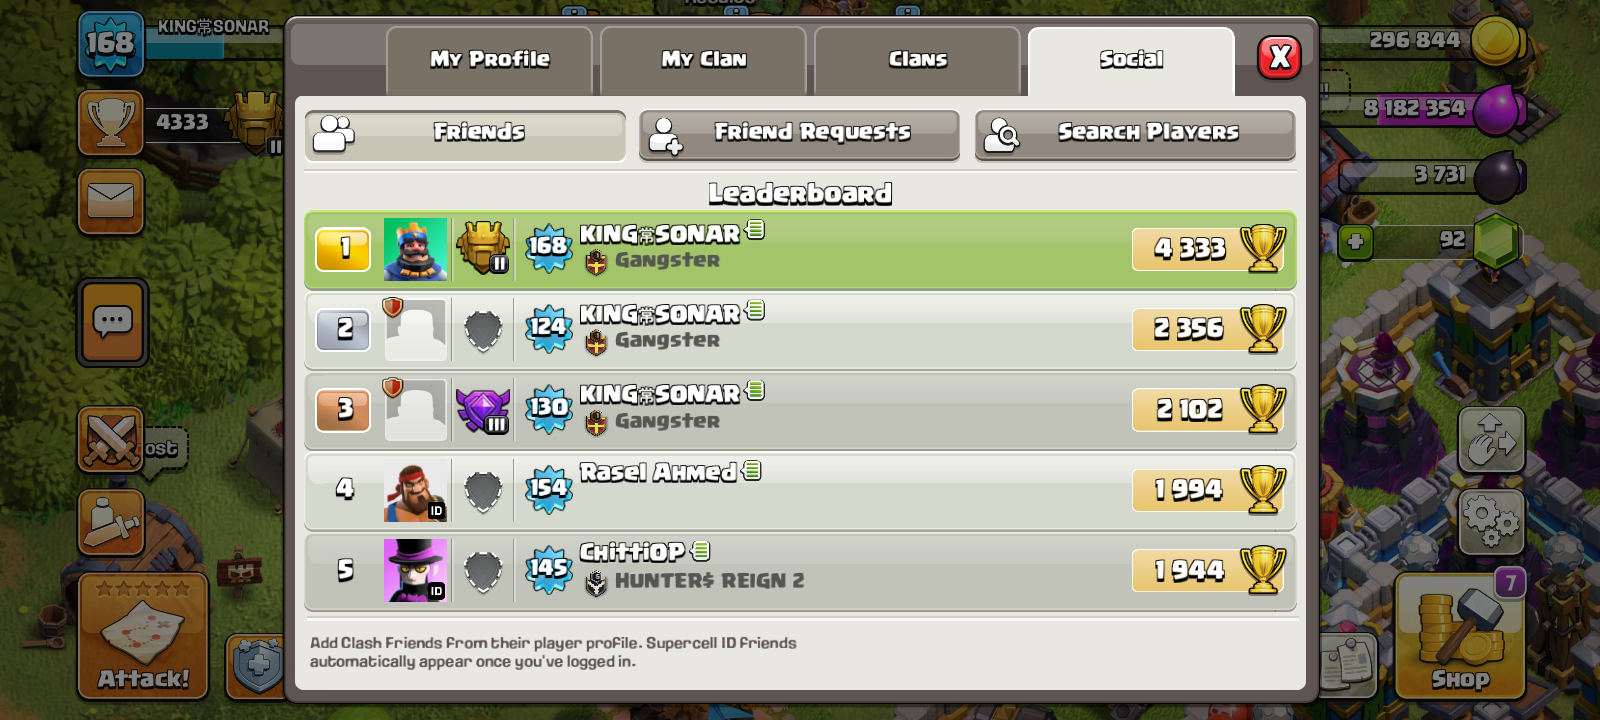 168
KING常SONAR
4333
My Profile
My Clan
Clans
Social
X
296 844
8 182 354
3 731
92
Friends
Friend Requests
Search Players
Leaderboard
1
168
KING常SONAR
Gangster
4 333
2
124
KING常SONAR
Gangster
2 356
3
130
KING常SONAR
Gangster
2 102
4
ID
154
Rasel Ahmed
1 994
5
ID
145
ChittiOP
HUNTER$ REIGN 2
1 944
Add Clash Friends from their player profile. Supercell ID friends
automatically appear once you've logged in.
ost
Attack!
7
Shop